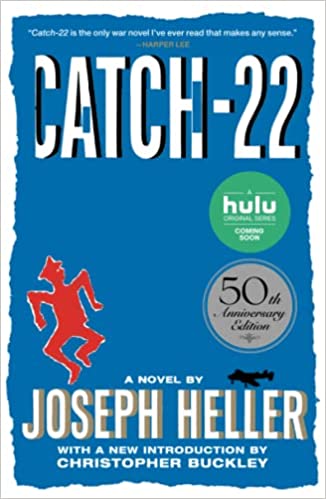 "Catch-22 is the only war novel I've ever read that makes any sense."
—HARPER LEE
CATCH-22
A
hulu
ORIGINAL SERIES
COMING
SOON
50th
Anniversary
Edition
A NOVEL BY
JOSEPH HELLER
WITH A NEW INTRODUCTION BY
CHRISTOPHER BUCKLEY